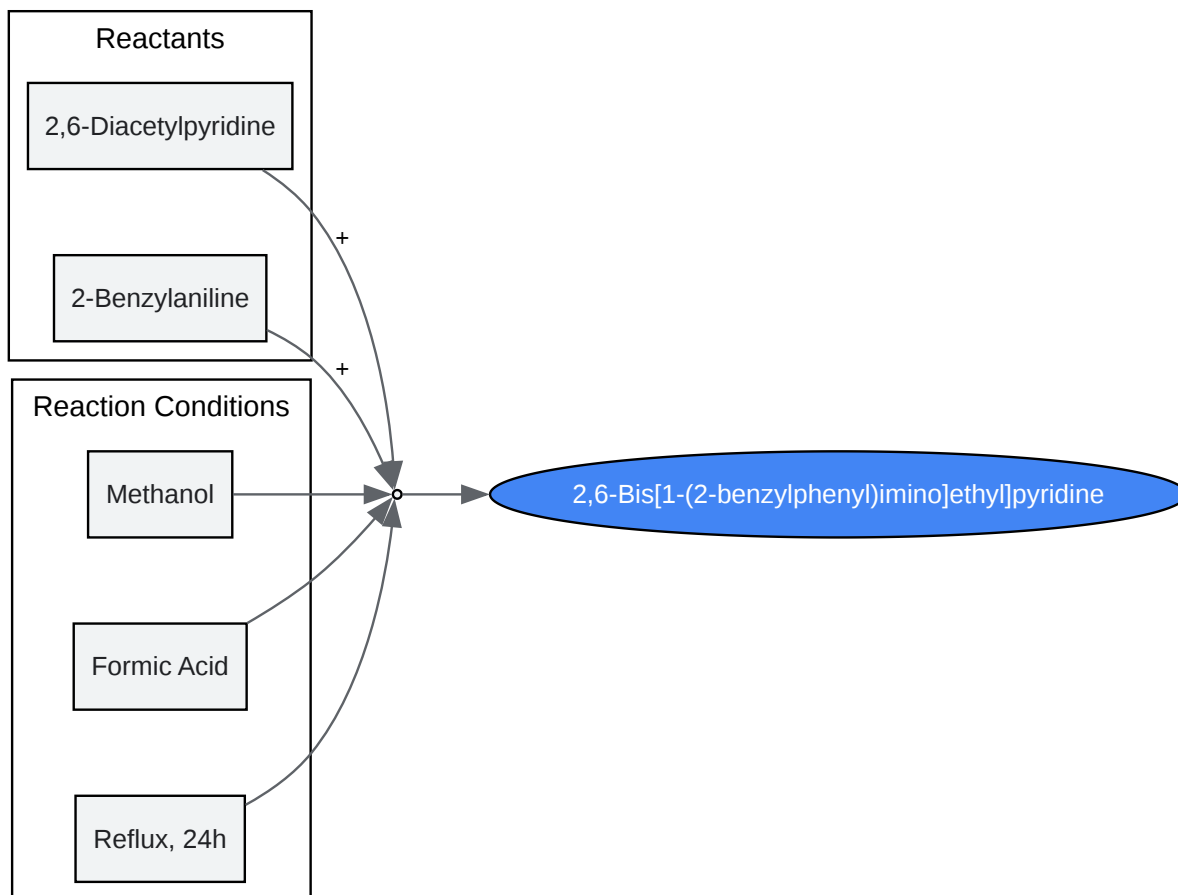 Reactants
2,6-Diacetylpyridine
+
2-Benzylaniline
+
Reaction Conditions
Methanol
2,6-Bis[1-(2-benzylphenyl)imino]ethyl]pyridine
Formic Acid
Reflux, 24h